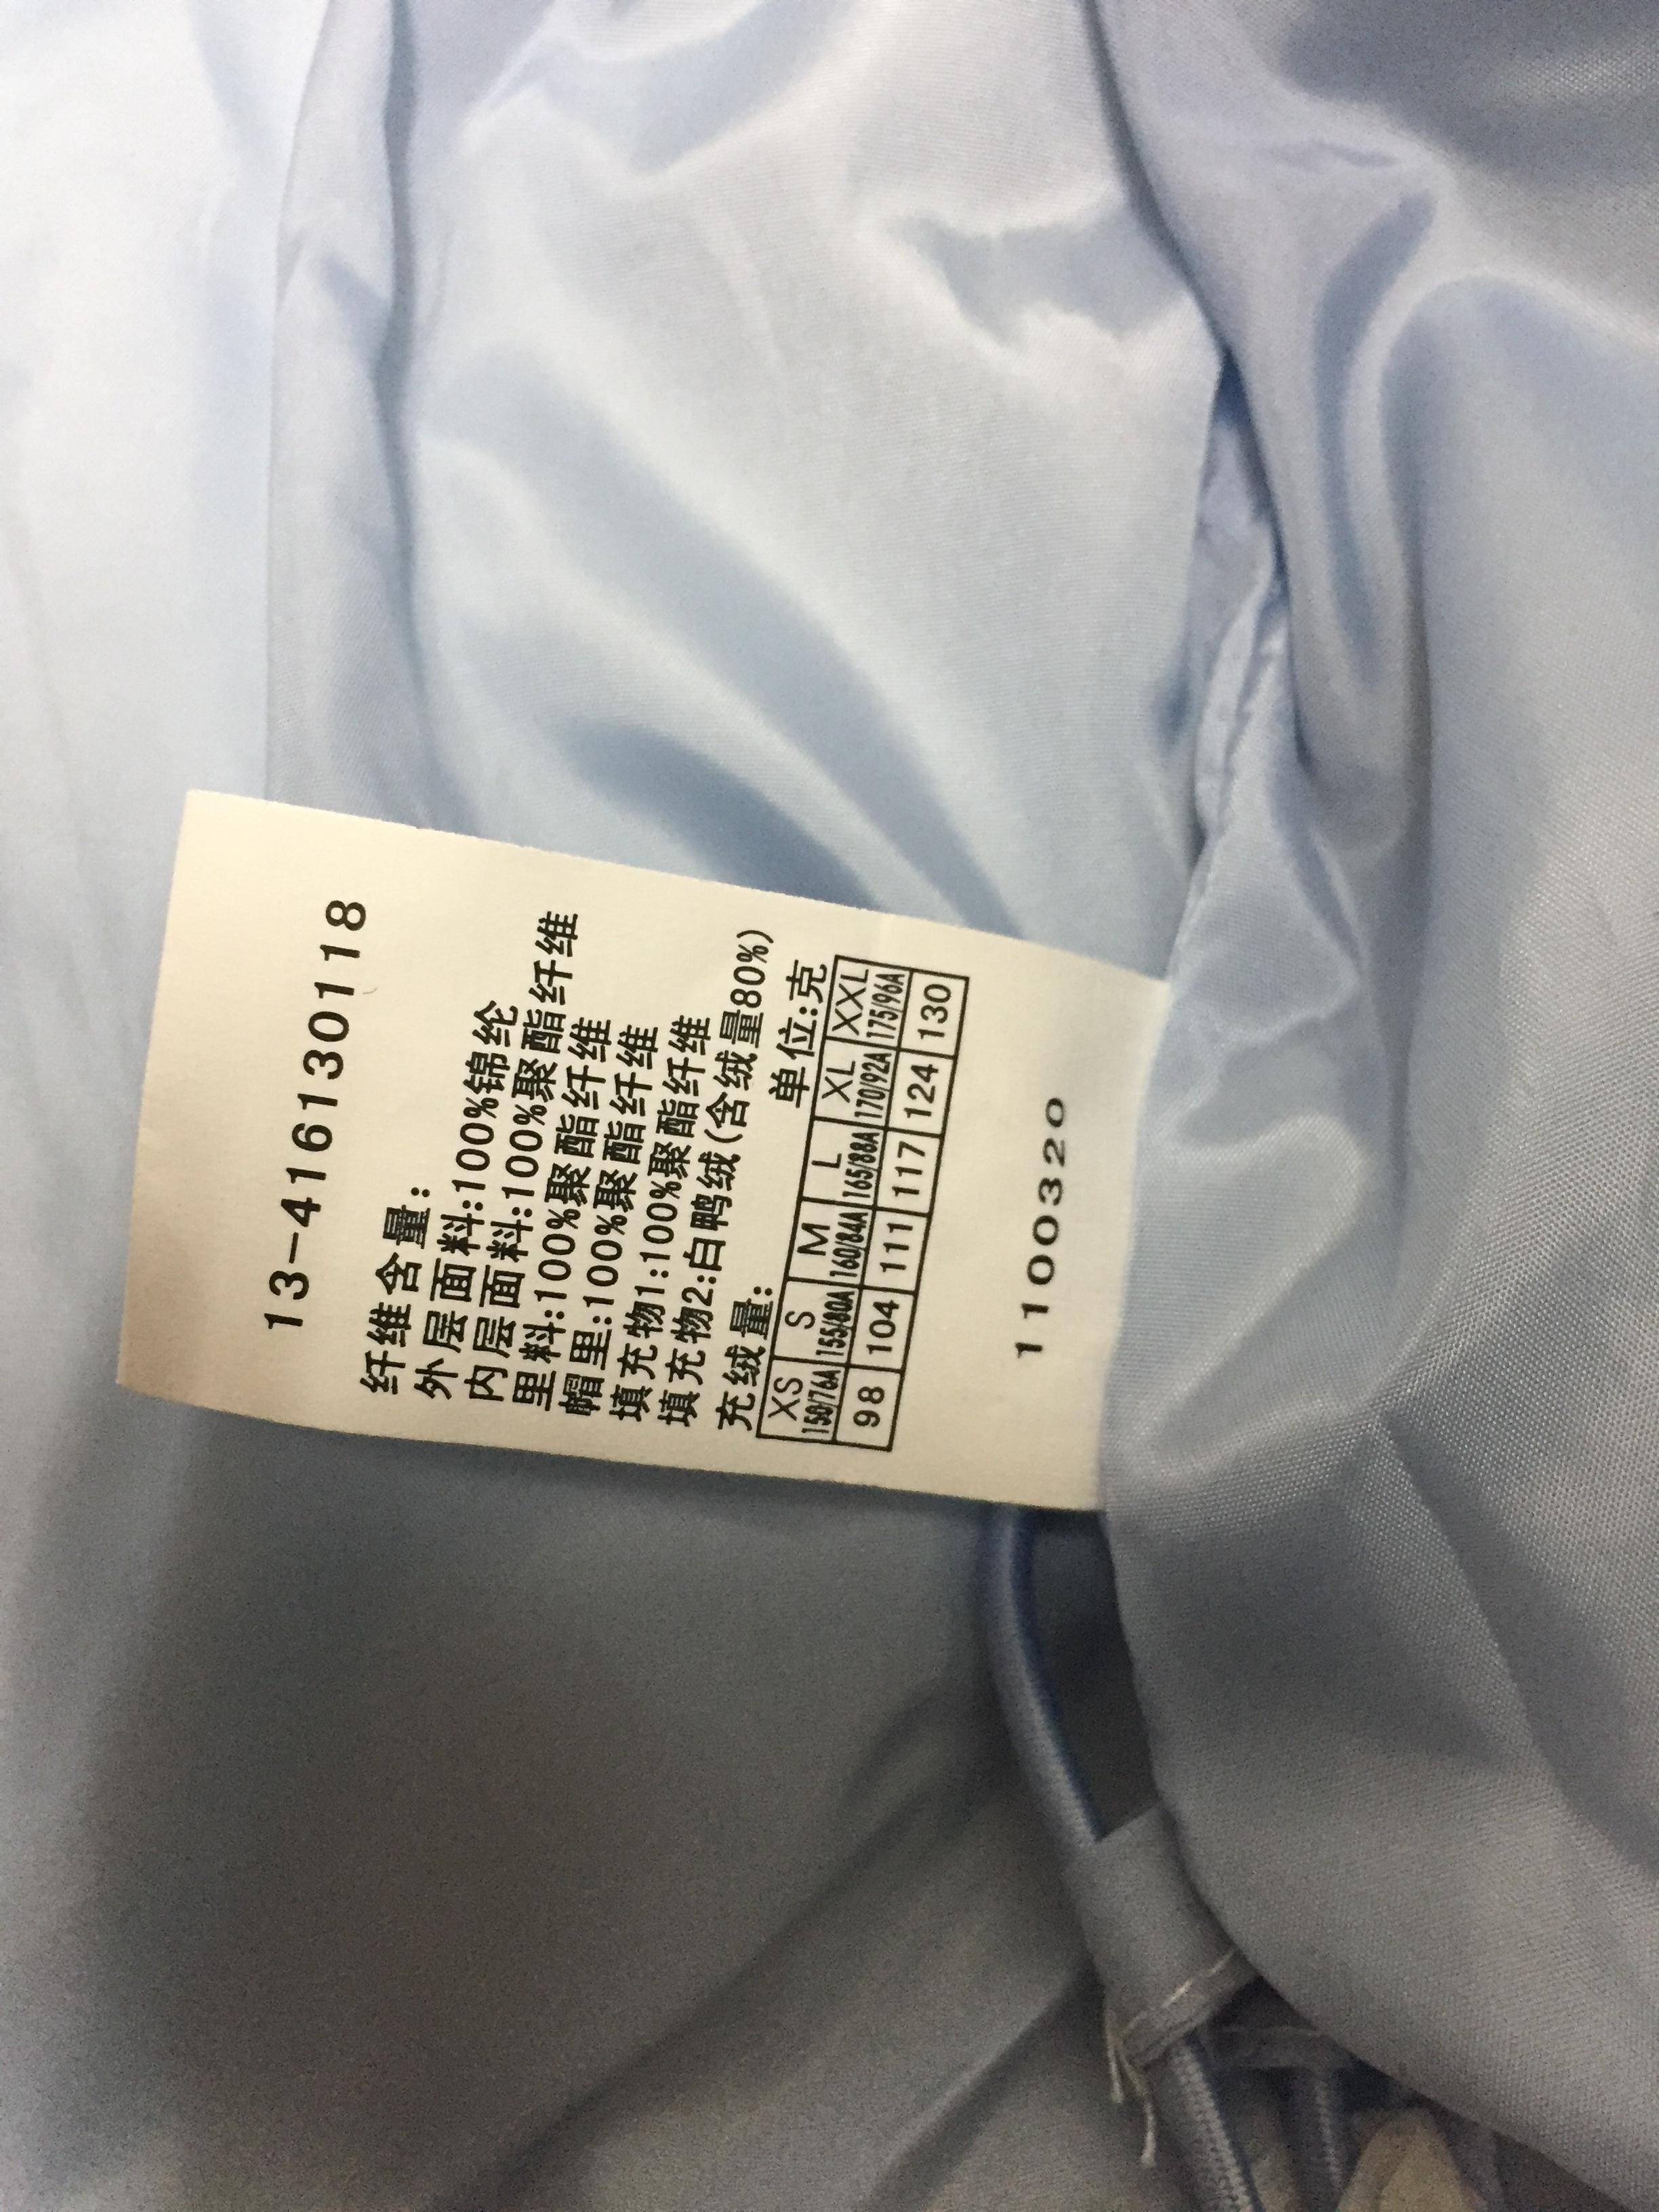 13-416130118
纤维含量:
外层面料:100%锦纶
内层面料:100%聚酯纤维
里料:100%聚酯纤维
帽里:100%聚酯纤维
填充物1:100%聚酯纤维
填充物2:白鸭绒(含绒量80%)
充绒量: 单位:克
XS S M L XL XXL
150/76A 155/80A 160/84A 165/88A 170/92A 175/96A
98 104 111 117 124 130
1100320